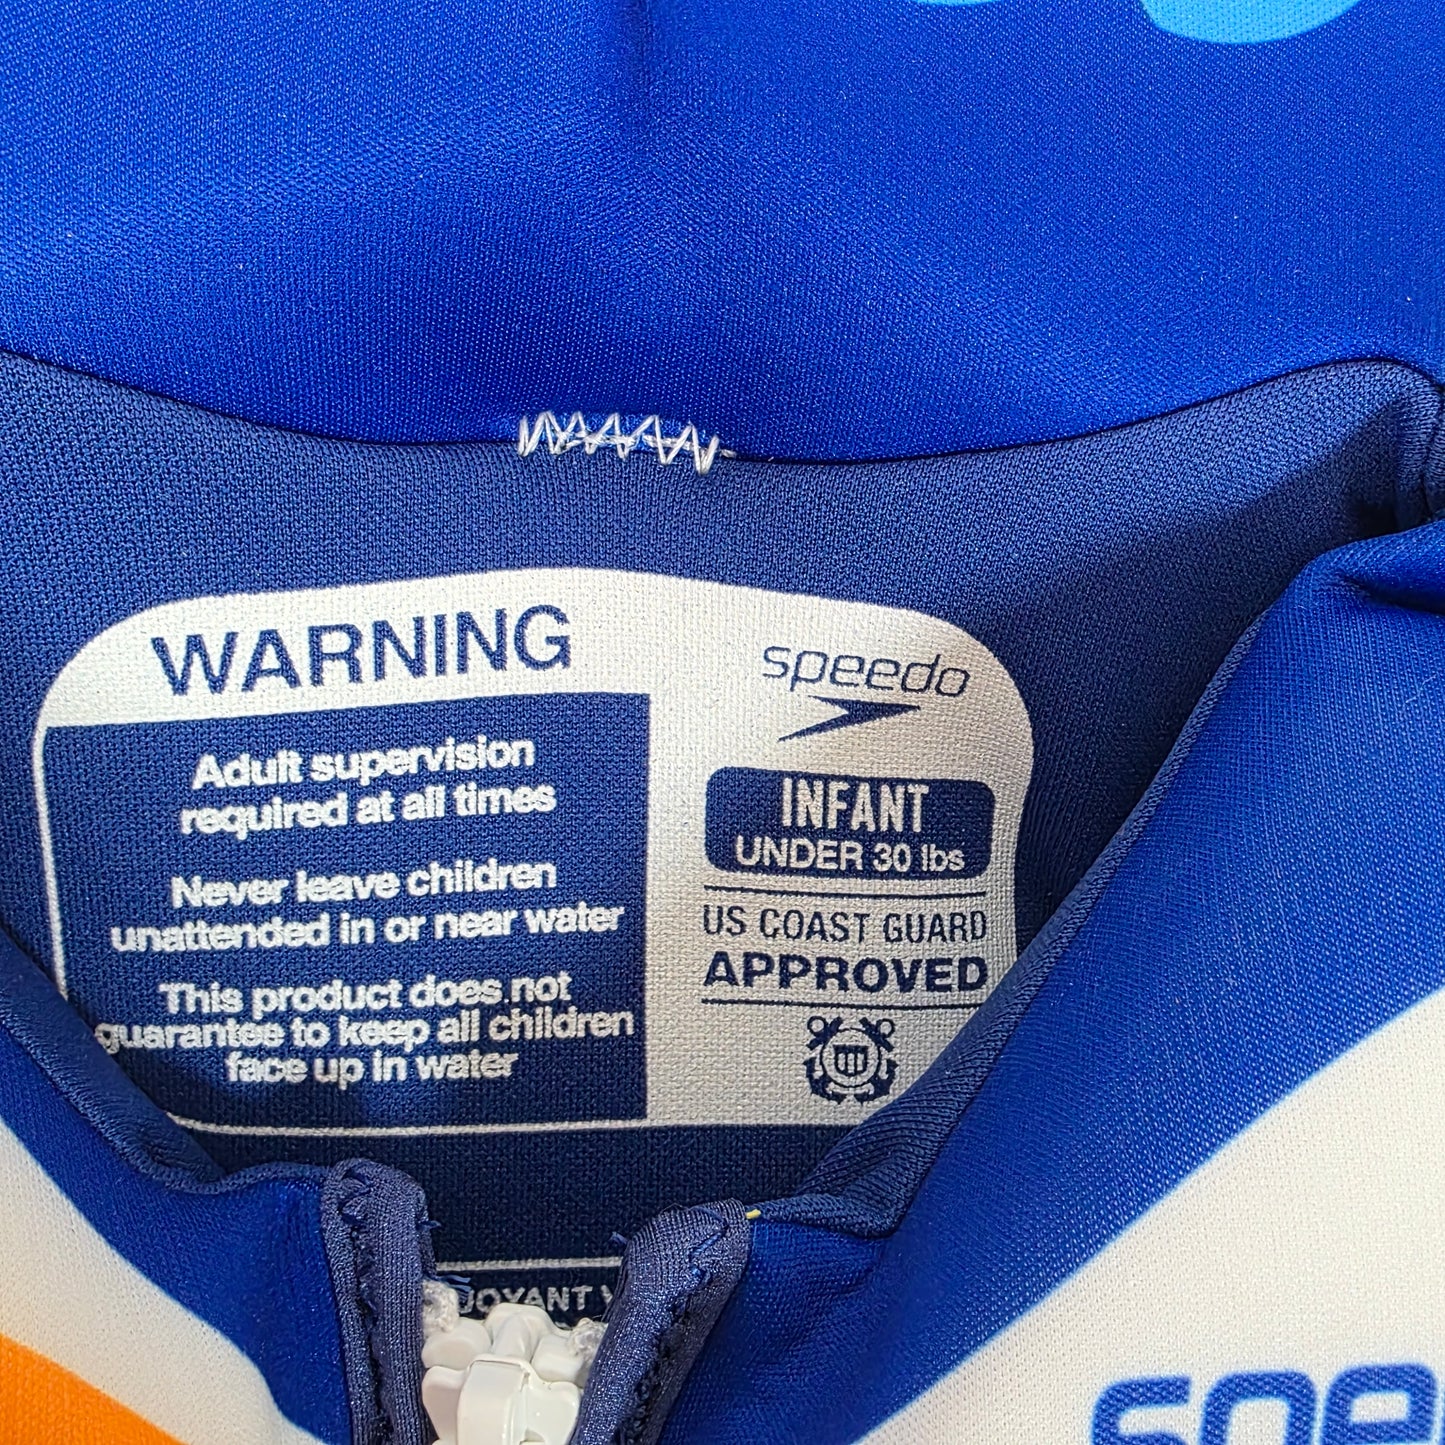 WARNING
Adult supervision
required at all times
Never leave children
unattended in or near water
This product does not
guarantee to keep all children
face up in water
speedo
INFANT
UNDER 30 lbs
US COAST GUARD
APPROVED